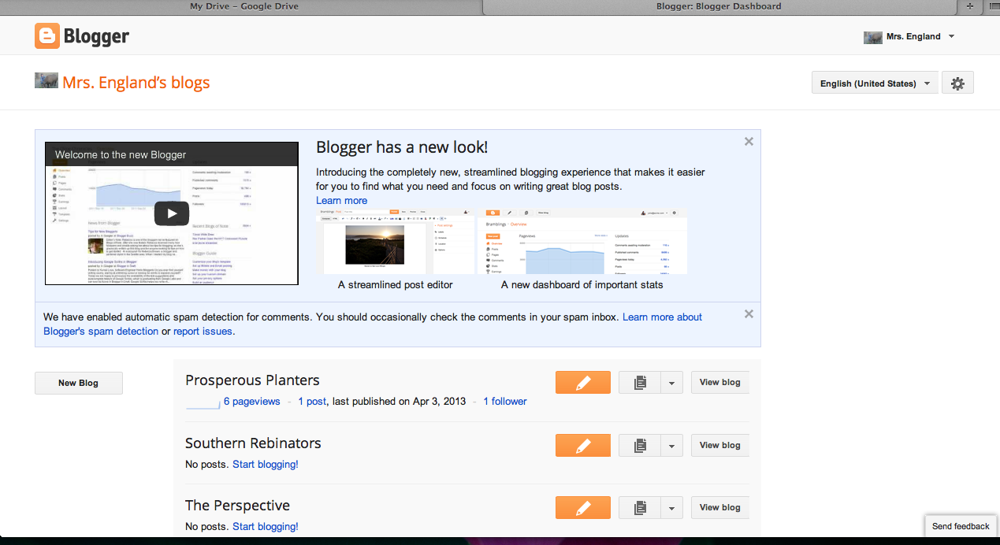 My Drive – Google Drive
Blogger: Blogger Dashboard
Blogger
Mrs. England
Mrs. England's blogs
English (United States)
Welcome to the new Blogger
Blogger has a new look!
Introducing the completely new, streamlined blogging experience that makes it easier
for you to find what you need and focus on writing great blog posts.
Learn more
A streamlined post editor
A new dashboard of important stats
We have enabled automatic spam detection for comments. You should occasionally check the comments in your spam inbox. Learn more about
Blogger's spam detection or report issues.
New Blog
Prosperous Planters
6 pageviews - 1 post, last published on Apr 3, 2013 - 1 follower
View blog
Southern Rebinators
No posts. Start blogging!
View blog
The Perspective
No posts. Start blogging!
View blog
Send feedback